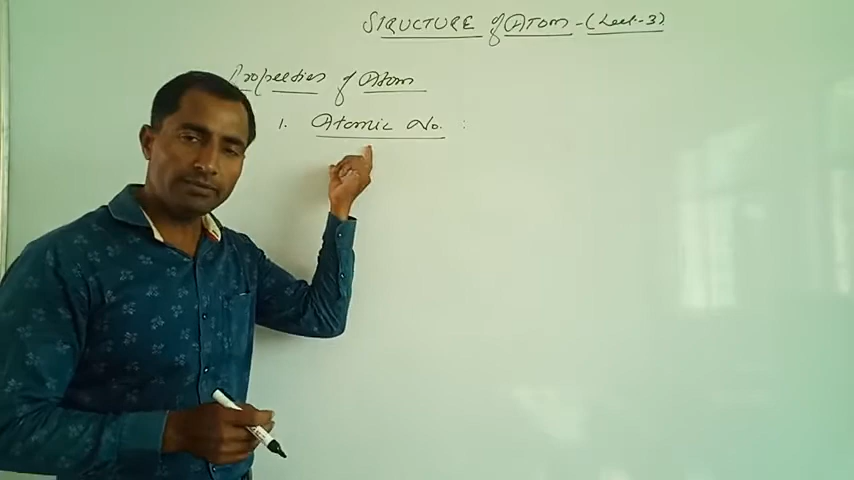 STRUCTURE of ATOM - (Lect-3)
Properties of Atom
1. Atomic No. :